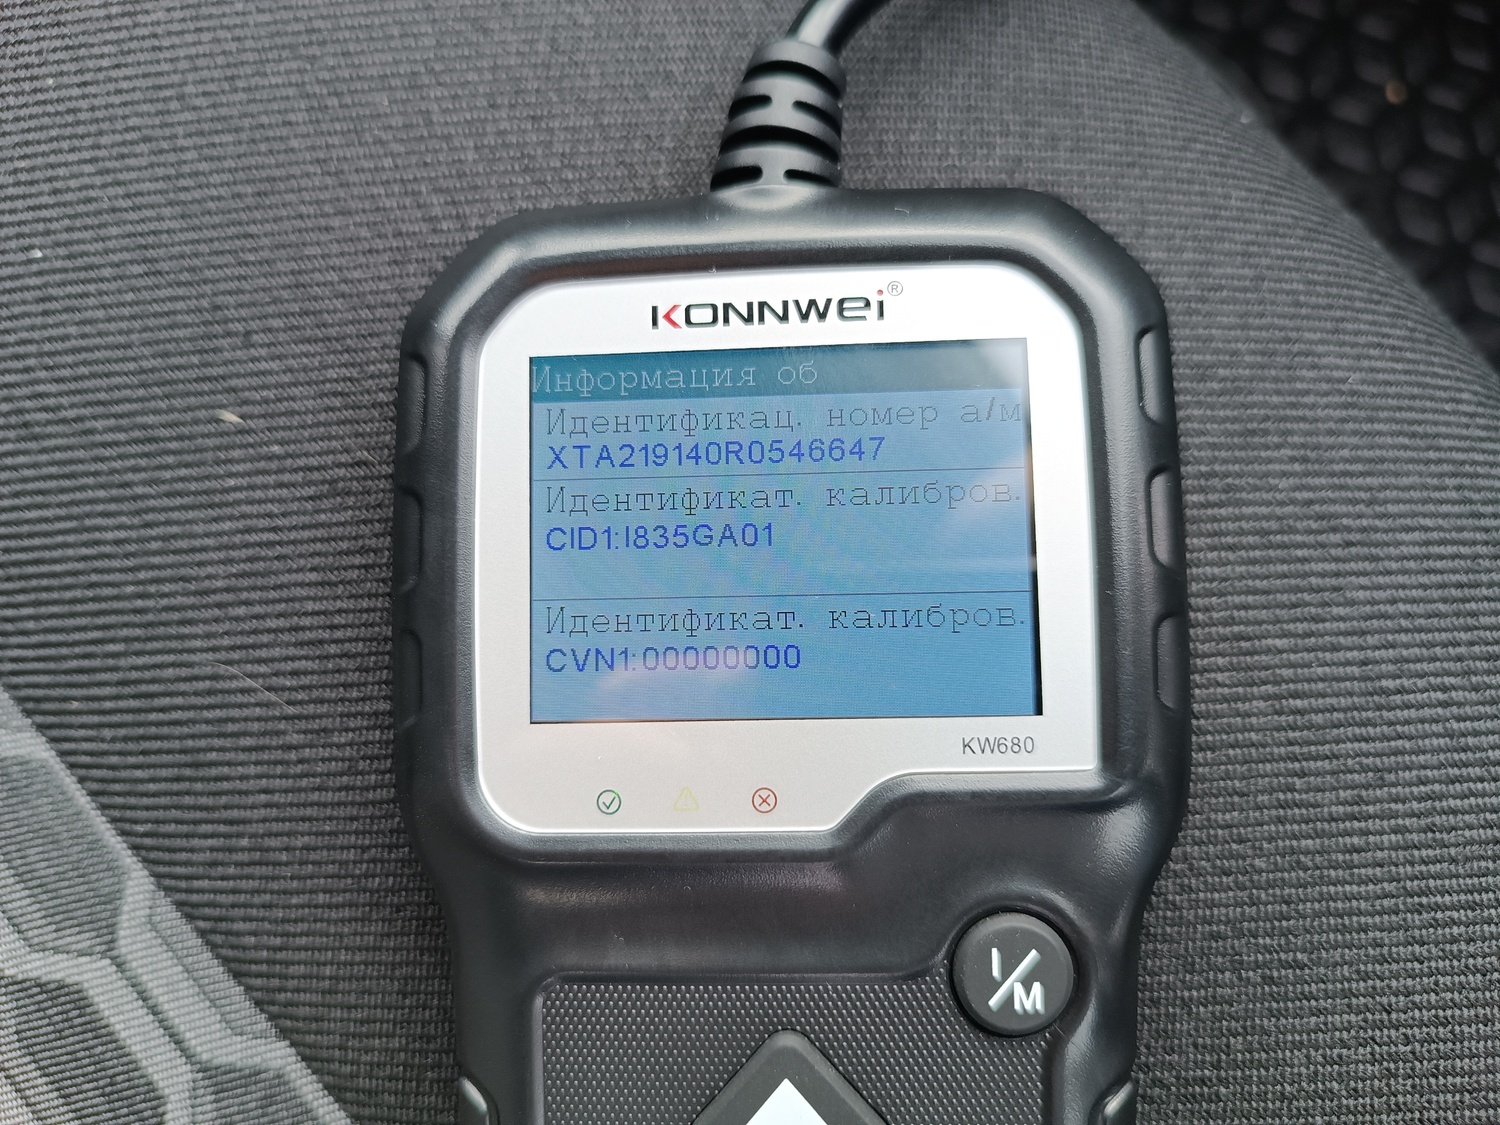 KONNWEI®
Информация об
Идентификац. номер а/м
XTA219140R0546647
Идентификат. калибров.
CID1:I835GA01
Идентификат. калибров.
CVN1:00000000
KW680
I/M